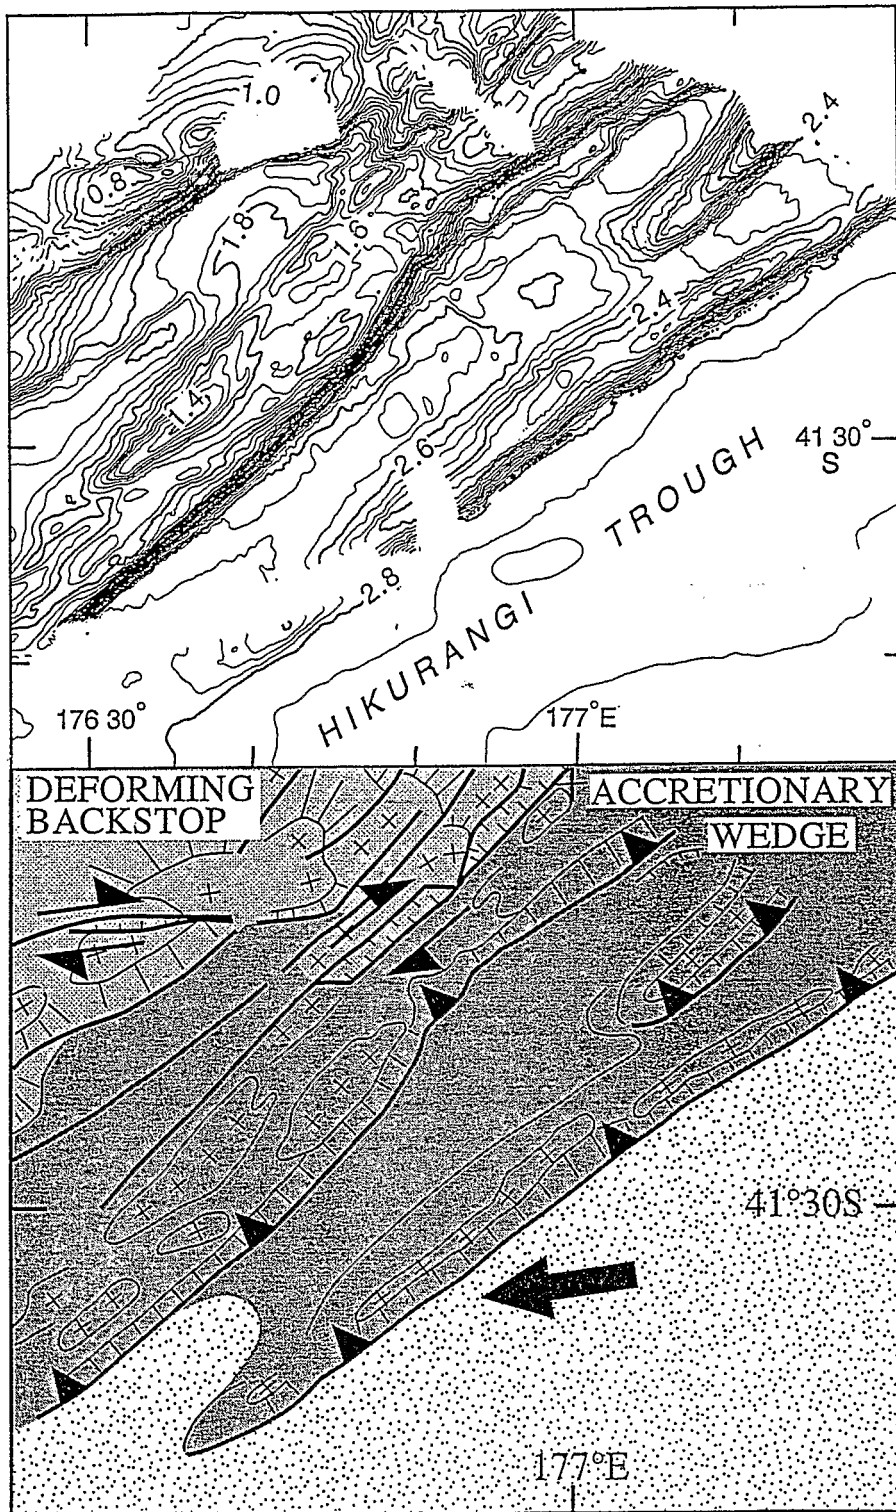 1.0
2.4
0.8
1.8
1.6
2.4
1.4
41 30°
S
2.6
2.8
HIKURANGI TROUGH
176 30°
177°E
DEFORMING
BACKSTOP
ACCRETIONARY
WEDGE
41°30S
177°E